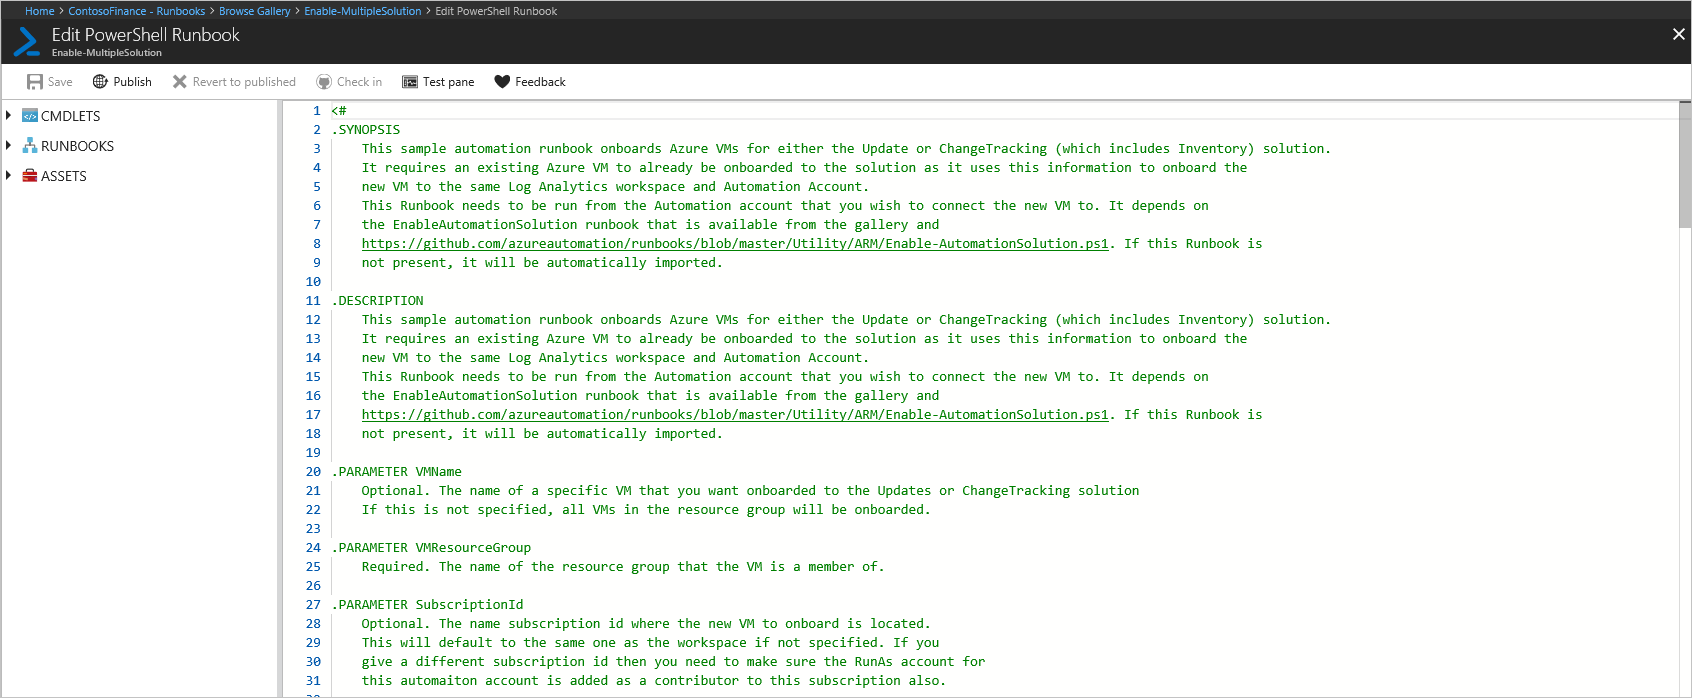 Home > ContosoFinance - Runbooks > Browse Gallery > Enable-MultipleSolution > Edit PowerShell Runbook
Edit PowerShell Runbook
Enable-MultipleSolution
Save Publish Revert to published Check in Test pane Feedback
CMDLETS
RUNBOOKS
ASSETS
1 <#
2 .SYNOPSIS
3 This sample automation runbook onboards Azure VMs for either the Update or ChangeTracking (which includes Inventory) solution.
4 It requires an existing Azure VM to already be onboarded to the solution as it uses this information to onboard the
5 new VM to the same Log Analytics workspace and Automation Account.
6 This Runbook needs to be run from the Automation account that you wish to connect the new VM to. It depends on
7 the EnableAutomationSolution runbook that is available from the gallery and
8 https://github.com/azureautomation/runbooks/blob/master/Utility/ARM/Enable-AutomationSolution.ps1. If this Runbook is
9 not present, it will be automatically imported.
10
11 .DESCRIPTION
12 This sample automation runbook onboards Azure VMs for either the Update or ChangeTracking (which includes Inventory) solution.
13 It requires an existing Azure VM to already be onboarded to the solution as it uses this information to onboard the
14 new VM to the same Log Analytics workspace and Automation Account.
15 This Runbook needs to be run from the Automation account that you wish to connect the new VM to. It depends on
16 the EnableAutomationSolution runbook that is available from the gallery and
17 https://github.com/azureautomation/runbooks/blob/master/Utility/ARM/Enable-AutomationSolution.ps1. If this Runbook is
18 not present, it will be automatically imported.
19
20 .PARAMETER VMName
21 Optional. The name of a specific VM that you want onboarded to the Updates or ChangeTracking solution
22 If this is not specified, all VMs in the resource group will be onboarded.
23
24 .PARAMETER VMResourceGroup
25 Required. The name of the resource group that the VM is a member of.
26
27 .PARAMETER SubscriptionId
28 Optional. The name subscription id where the new VM to onboard is located.
29 This will default to the same one as the workspace if not specified. If you
30 give a different subscription id then you need to make sure the RunAs account for
31 this automaiton account is added as a contributor to this subscription also.